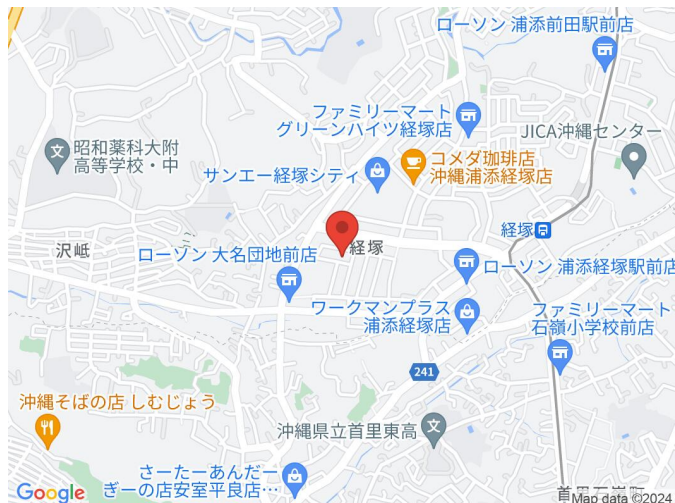 ローソン 浦添前田駅前店
ファミリーマート
グリーンハイツ経塚店
JICA沖縄センター
昭和薬科大附
高等学校・中
コメダ珈琲店
沖縄浦添経塚店
サンエー経塚シティ
経塚
沢岻
経塚
ローソン 大名団地前店
ローソン 浦添経塚駅前店
ワークマンプラス
浦添経塚店
ファミリーマート
石嶺小学校前店
241
沖縄そばの店 しむじょう
沖縄県立首里東高
さーたーあんだー
ぎーの店安室平良店…
Google
Map data ©2024